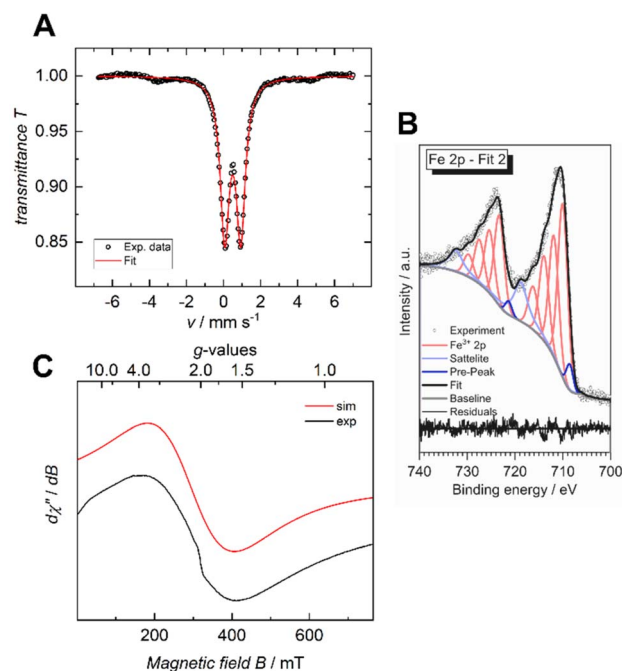 A
1.00
0.95
0.90
0.85
transmittance T
Exp. data
Fit
-6 -4 -2 0 2 4 6
v / mm s-1
B
Fe 2p - Fit 2
Intensity / a.u.
Experiment
Fe3+ 2p
Sattelite
Pre-Peak
Fit
Baseline
Residuals
740 730 720 710 700
Binding energy / eV
C
g-values
10.0 4.0 2.0 1.5 1.0
sim
exp
dχ'' / dB
200 400 600
Magnetic field B / mT